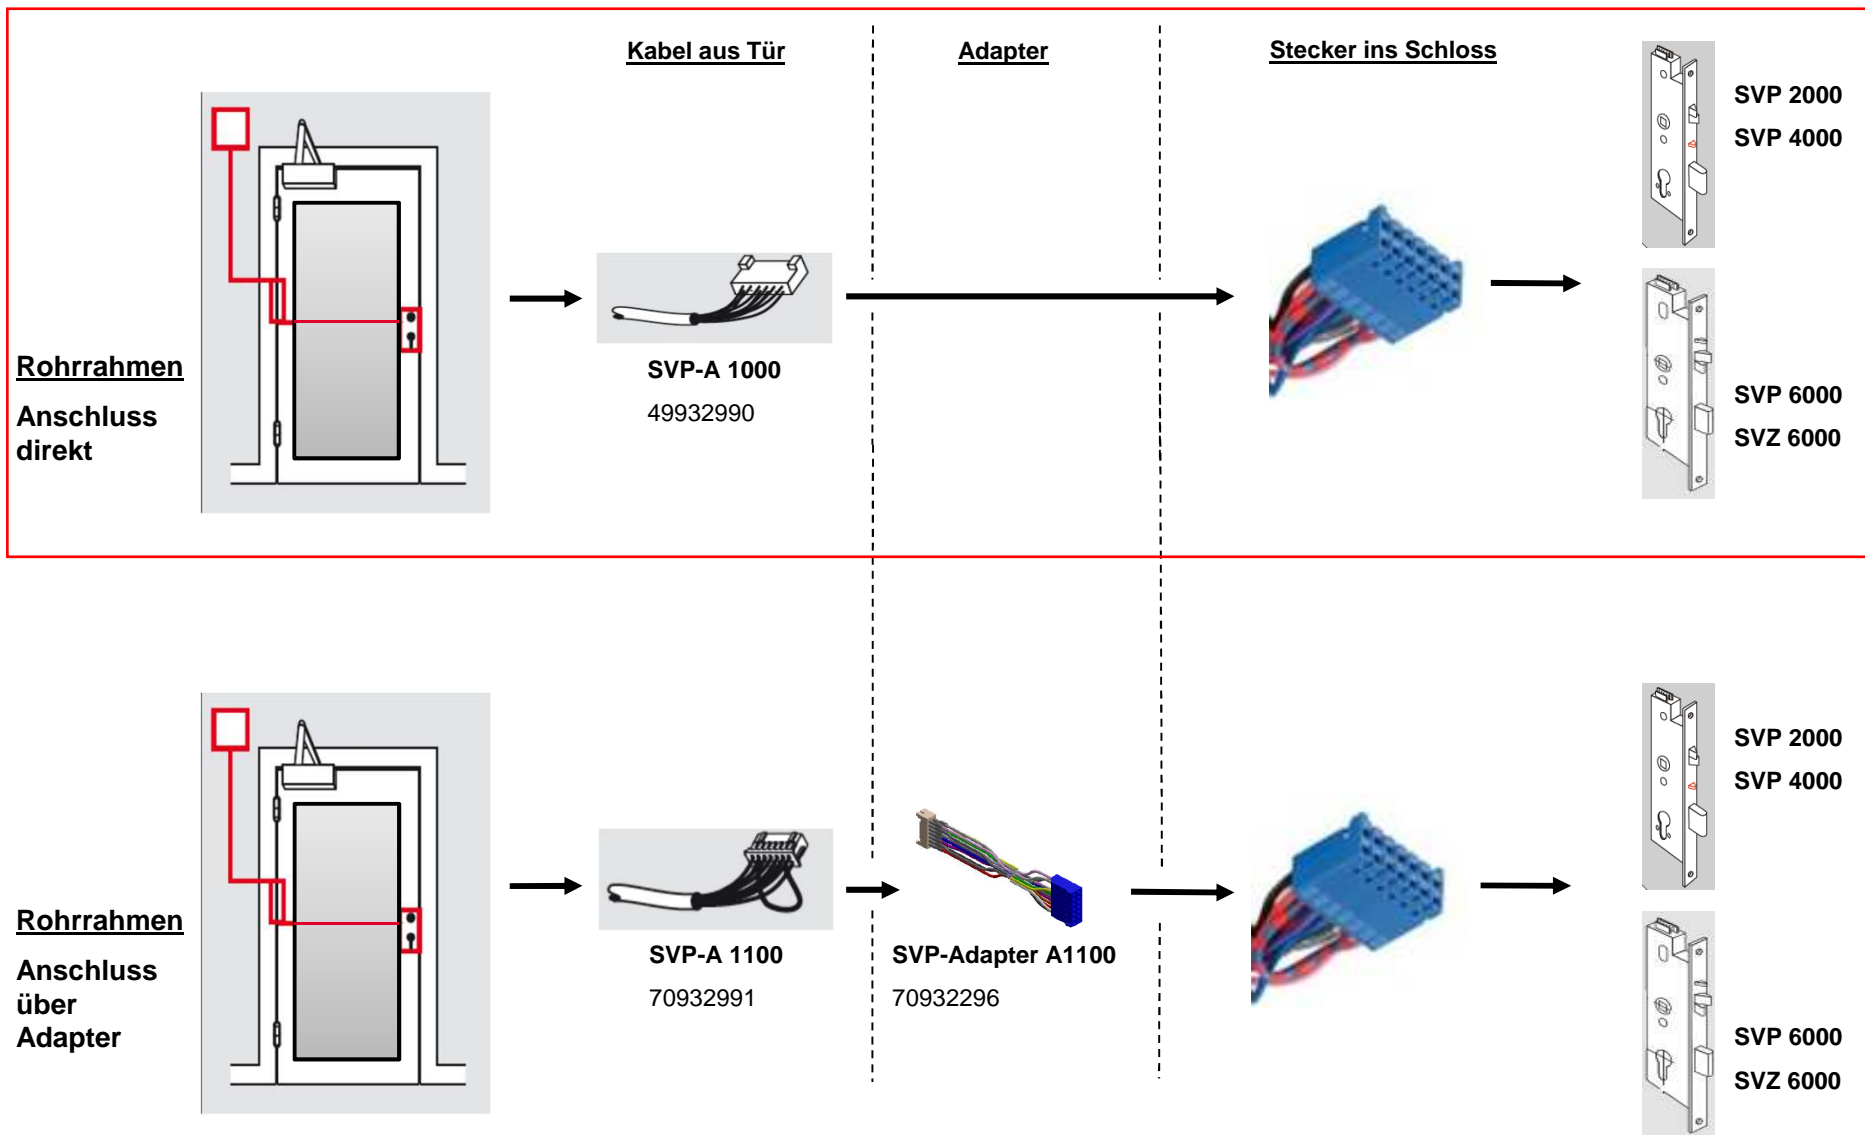 Kabel aus Tür
Adapter
Stecker ins Schloss
SVP 2000
SVP 4000
Rohrrahmen
Anschluss
direkt
SVP-A 1000
49932990
SVP 6000
SVZ 6000
Rohrrahmen
Anschluss
über
Adapter
SVP-A 1100
70932991
SVP-Adapter A1100
70932296
SVP 2000
SVP 4000
SVP 6000
SVZ 6000